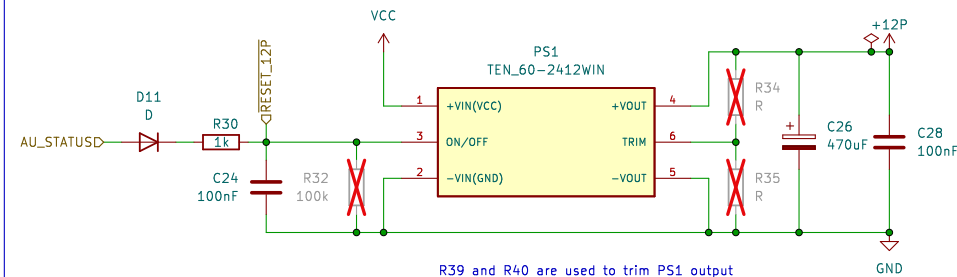 VCC
+12P
RESET_12P
PS1
TEN_60-2412WIN
D11
D
R30
1k
AU_STATUS
1
+VIN(VCC)
+VOUT
4
R34
R
3
ON/OFF
TRIM
6
C26
470uF
+
C28
100nF
C24
100nF
R32
100k
2
-VIN(GND)
-VOUT
5
R35
R
GND
R39 and R40 are used to trim PS1 output